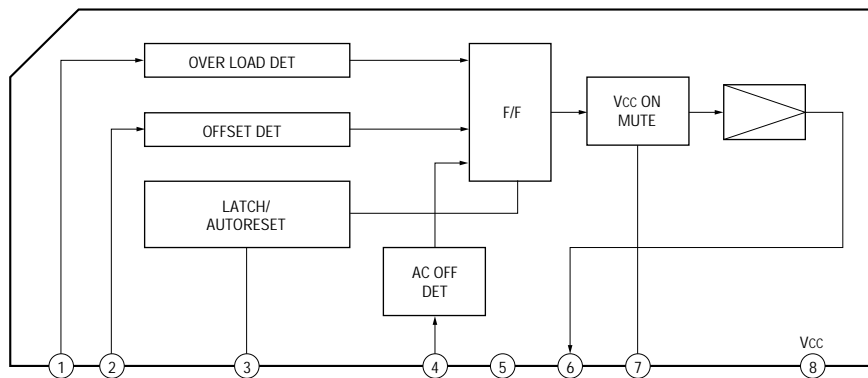 OVER LOAD DET
OFFSET DET
LATCH/
AUTORESET
F/F
VCC ON
MUTE
AC OFF
DET
VCC
1
2
3
4
5
6
7
8